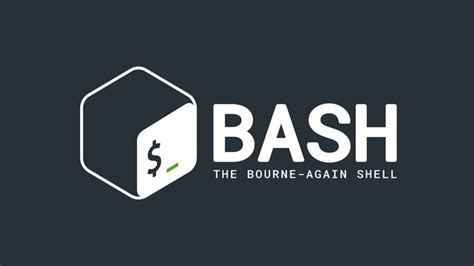 $_
BASH
THE BOURNE-AGAIN SHELL